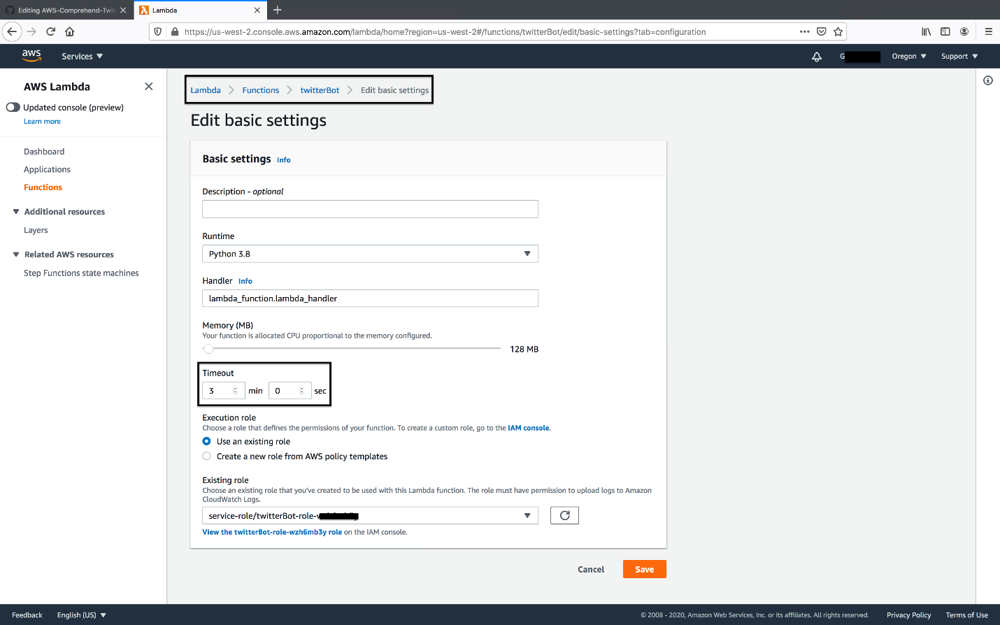 Editing AWS-Comprehend-Twit
Lambda
https://us-west-2.console.aws.amazon.com/lambda/home?region=us-west-2#/functions/twitterBot/edit/basic-settings?tab=configuration
aws
Services
G
Oregon
Support
AWS Lambda
Updated console (preview)
Learn more
Dashboard
Applications
Functions
Additional resources
Layers
Related AWS resources
Step Functions state machines
Lambda
Functions
twitterBot
Edit basic settings
Edit basic settings
Basic settings Info
Description - optional
Runtime
Python 3.8
Handler Info
lambda_function.lambda_handler
Memory (MB)
Your function is allocated CPU proportional to the memory configured.
128 MB
Timeout
3 min 0 sec
Execution role
Choose a role that defines the permissions of your function. To create a custom role, go to the IAM console.
Use an existing role
Create a new role from AWS policy templates
Existing role
Choose an existing role that you've created to be used with this Lambda function. The role must have permission to upload logs to Amazon
CloudWatch Logs.
service-role/twitterBot-role-
View the twitterBot-role-wzh6mb3y role on the IAM console.
Cancel
Save
Feedback
English (US)
© 2008 - 2020, Amazon Web Services, Inc. or its affiliates. All rights reserved.
Privacy Policy
Terms of Use